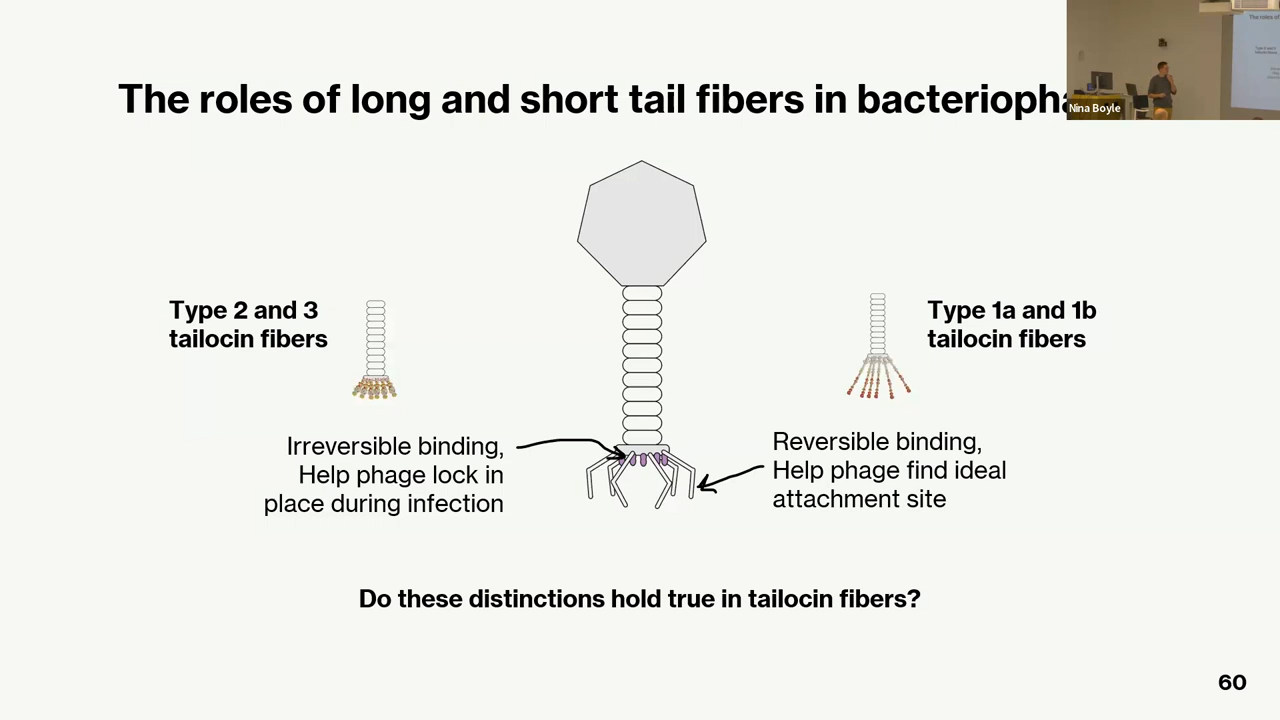 The roles of long and short tail fibers in
Nina Boyle
Type 2 and 3
tailocin fibers
Type 1a and 1b
tailocin fibers
Irreversible binding,
Help phage lock in
place during infection
Reversible binding,
Help phage find ideal
attachment site
Do these distinctions hold true in tailocin fibers?
60